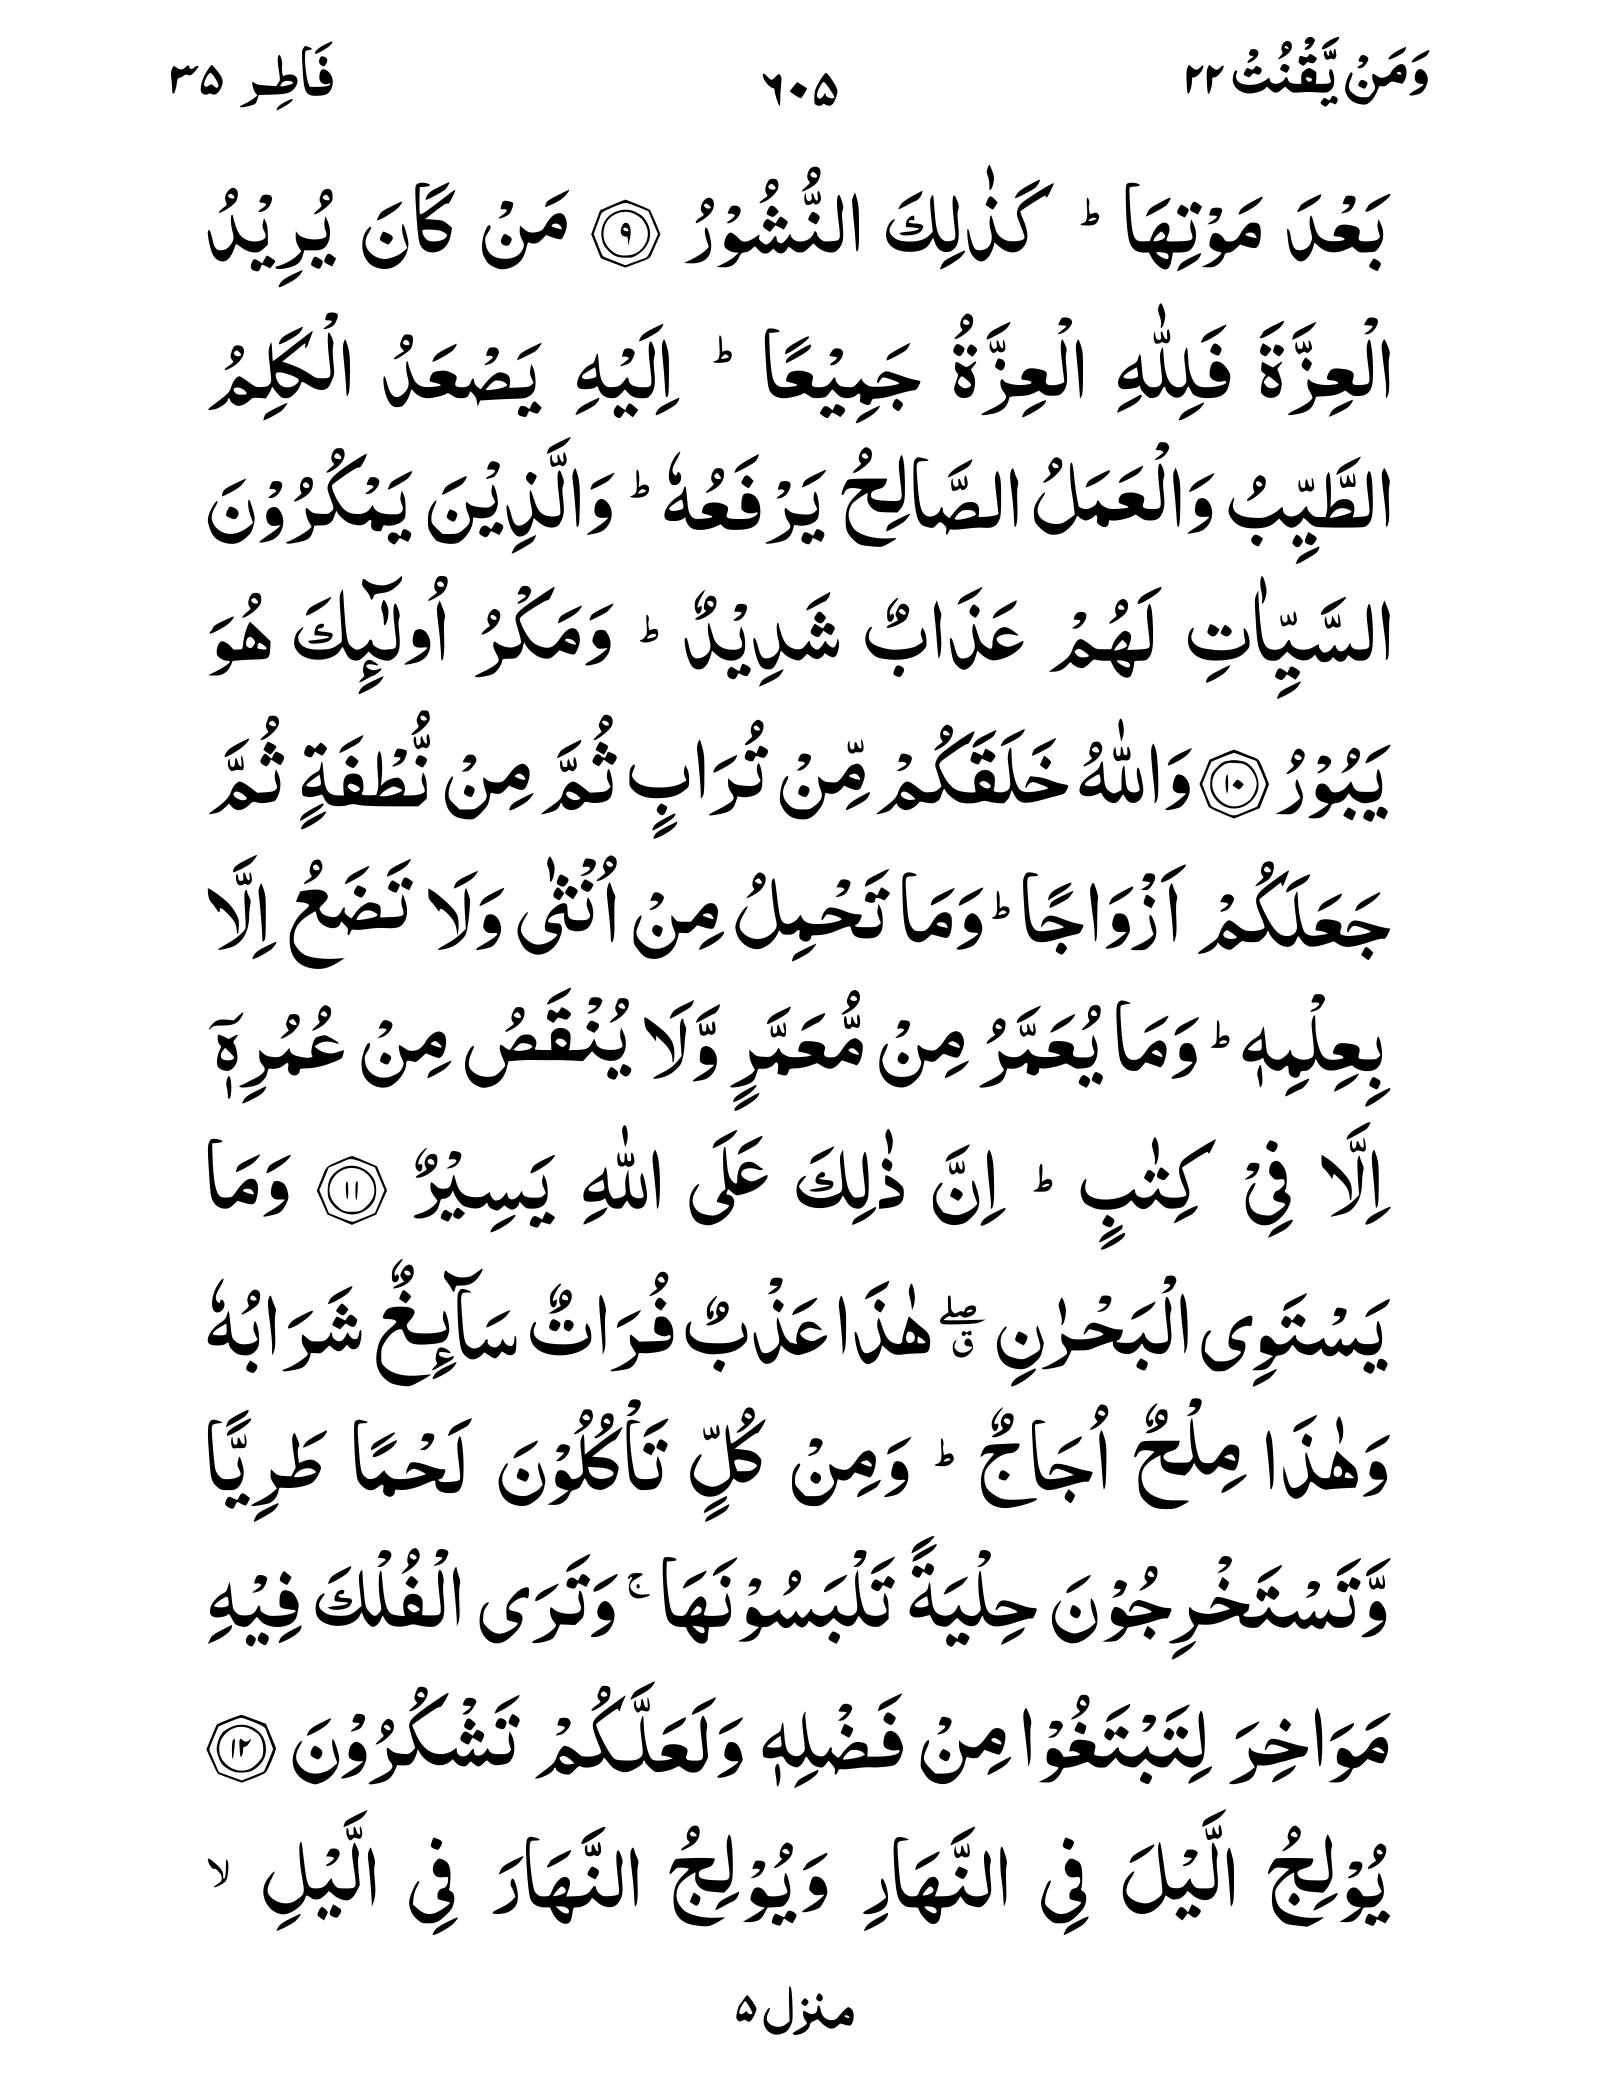 وَمَنْ يَّقْنُتْ ٢٢ ٦٠٥ فَاطِر ٣٥
بَعْدَ مَوْتِهَا ؕ كَذٰلِكَ النُّشُوْرُ ۝٩ مَنْ كَانَ يُرِيْدُ
الْعِزَّةَ فَلِلّٰهِ الْعِزَّةُ جَمِيْعًا ؕ اِلَيْهِ يَصْعَدُ الْكَلِمُ
الطَّيِّبُ وَالْعَمَلُ الصَّالِحُ يَرْفَعُهٗ ؕ وَالَّذِيْنَ يَمْكُرُوْنَ
السَّيِّاٰتِ لَهُمْ عَذَابٌ شَدِيْدٌ ؕ وَمَكْرُ اُولٰٓىِٕكَ هُوَ
يَبُوْرُ ۝١٠ وَاللّٰهُ خَلَقَكُمْ مِّنْ تُرَابٍ ثُمَّ مِنْ نُّطْفَةٍ ثُمَّ
جَعَلَكُمْ اَزْوَاجًا ؕ وَمَا تَحْمِلُ مِنْ اُنْثٰى وَلَا تَضَعُ اِلَّا
بِعِلْمِهٖ ؕ وَمَا يُعَمَّرُ مِنْ مُّعَمَّرٍ وَّلَا يُنْقَصُ مِنْ عُمُرِهٖٓ
اِلَّا فِيْ كِتٰبٍ ؕ اِنَّ ذٰلِكَ عَلَى اللّٰهِ يَسِيْرٌ ۝١١ وَمَا
يَسْتَوِى الْبَحْرٰنِ ۖۗ هٰذَا عَذْبٌ فُرَاتٌ سَآىِٕغٌ شَرَابُهٗ
وَهٰذَا مِلْحٌ اُجَاجٌ ؕ وَمِنْ كُلٍّ تَاْكُلُوْنَ لَحْمًا طَرِيًّا
وَّتَسْتَخْرِجُوْنَ حِلْيَةً تَلْبَسُوْنَهَا ۚ وَتَرَى الْفُلْكَ فِيْهِ
مَوَاخِرَ لِتَبْتَغُوْا مِنْ فَضْلِهٖ وَلَعَلَّكُمْ تَشْكُرُوْنَ ۝١٢
يُوْلِجُ الَّيْلَ فِى النَّهَارِ وَيُوْلِجُ النَّهَارَ فِى الَّيْلِ ۙ
منزل ٥